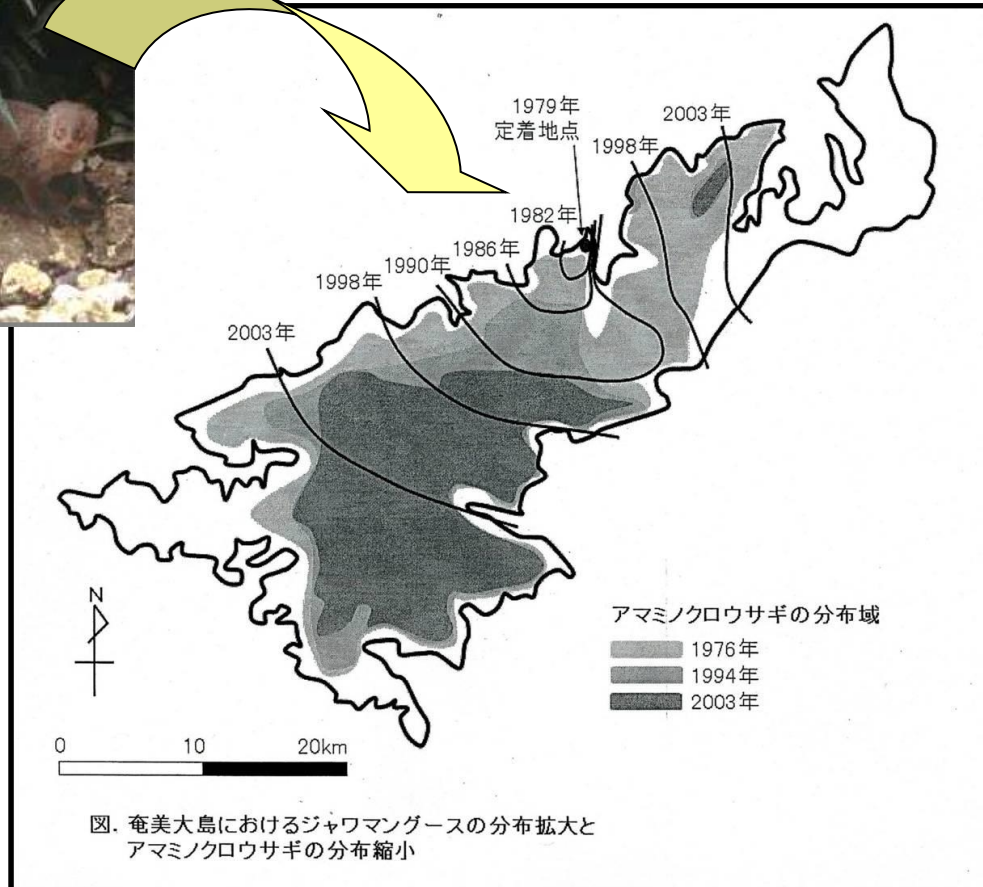 1979年
定着地点
2003年
1998年
1982年
1986年
1990年
1998年
2003年
N
アマミノクロウサギの分布域
1976年
1994年
2003年
0 10 20km
図. 奄美大島におけるジャワマングースの分布拡大と
アマミノクロウサギの分布縮小